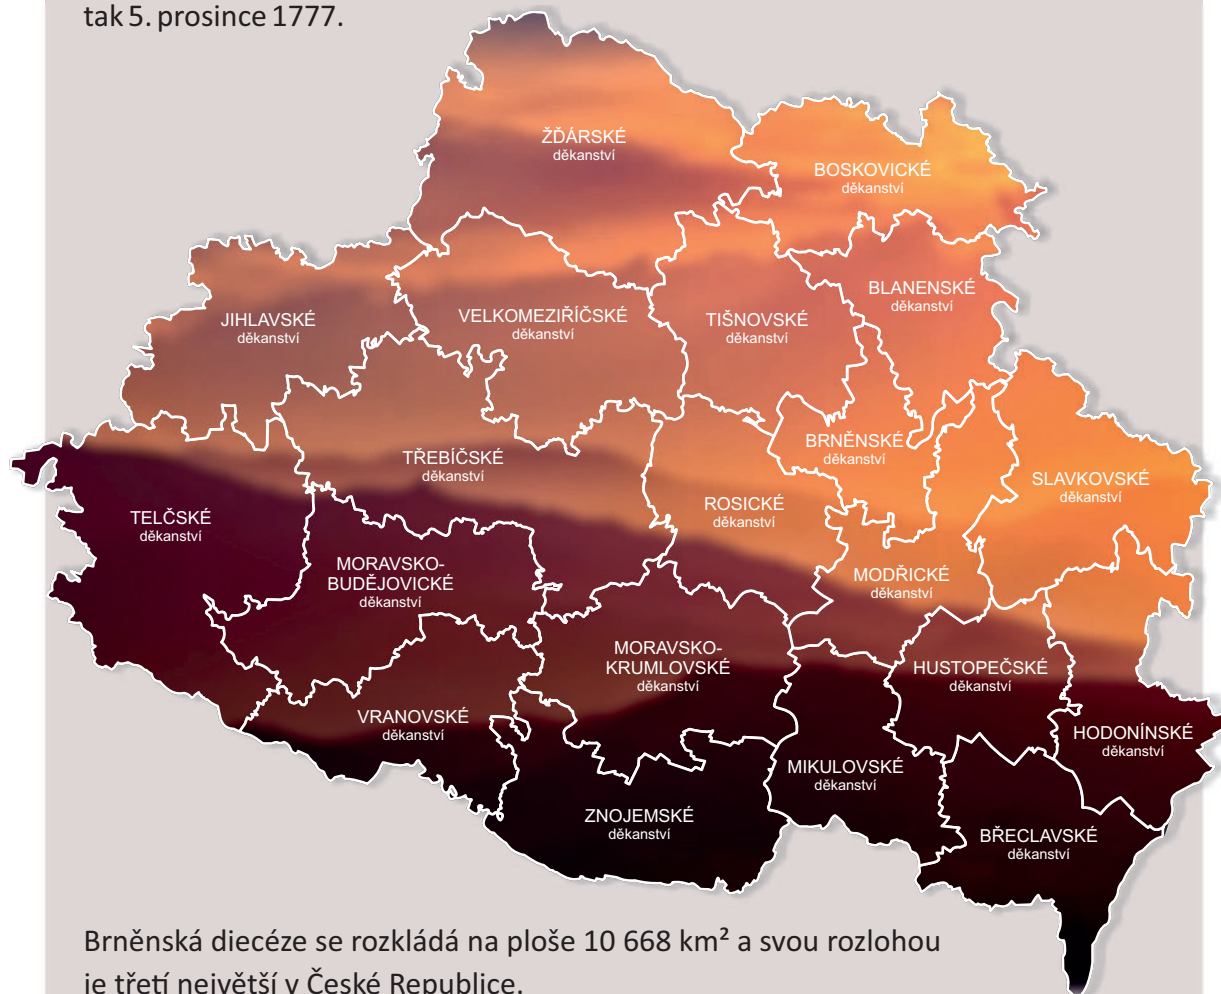 tak 5. prosince 1777.
ŽĎÁRSKÉ
děkanství
BOSKOVICKÉ
děkanství
BLANENSKÉ
děkanství
JIHLAVSKÉ
děkanství
VELKOMEZIŘÍČSKÉ
děkanství
TIŠNOVSKÉ
děkanství
BRNĚNSKÉ
děkanství
TŘEBÍČSKÉ
děkanství
SLAVKOVSKÉ
děkanství
ROSICKÉ
děkanství
TELČSKÉ
děkanství
MORAVSKO-
BUDĚJOVICKÉ
děkanství
MODŘICKÉ
děkanství
MORAVSKO-
KRUMLOVSKÉ
děkanství
HUSTOPEČSKÉ
děkanství
VRANOVSKÉ
děkanství
HODONÍNSKÉ
děkanství
MIKULOVSKÉ
děkanství
ZNOJEMSKÉ
děkanství
BŘECLAVSKÉ
děkanství
Brněnská diecéze se rozkládá na ploše 10 668 km² a svou rozlohou
je třetí největší v České Republice.